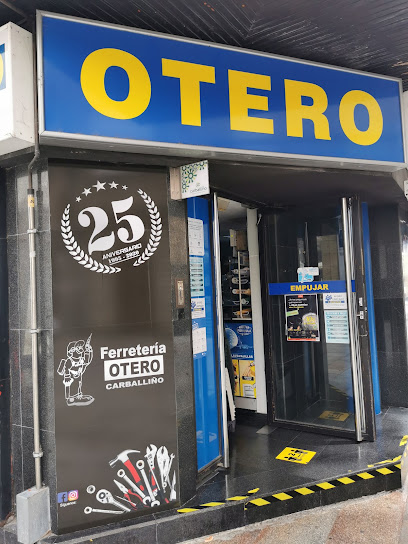 OTERO
25
ANIVERSARIO
1995 - 2020
Ferretería
OTERO
CARBALLIÑO
EMPUJAR